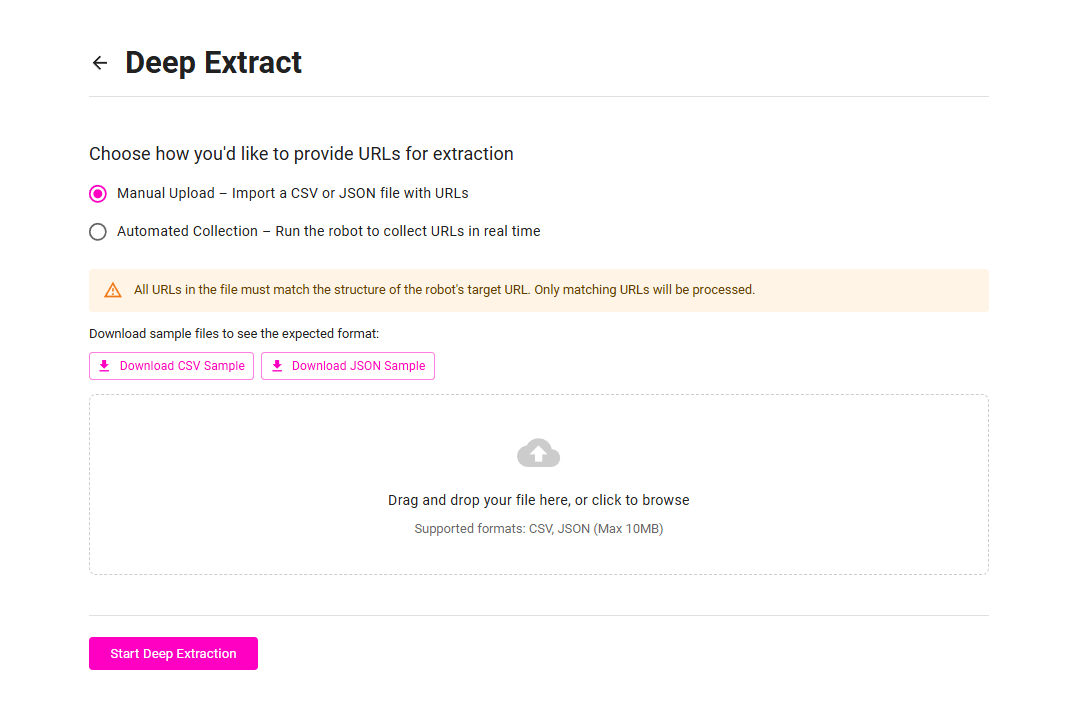 Deep Extract
Choose how you'd like to provide URLs for extraction
Manual Upload – Import a CSV or JSON file with URLs
Automated Collection – Run the robot to collect URLs in real time
All URLs in the file must match the structure of the robot's target URL. Only matching URLs will be processed.
Download sample files to see the expected format:
Download CSV Sample
Download JSON Sample
Drag and drop your file here, or click to browse
Supported formats: CSV, JSON (Max 10MB)
Start Deep Extraction